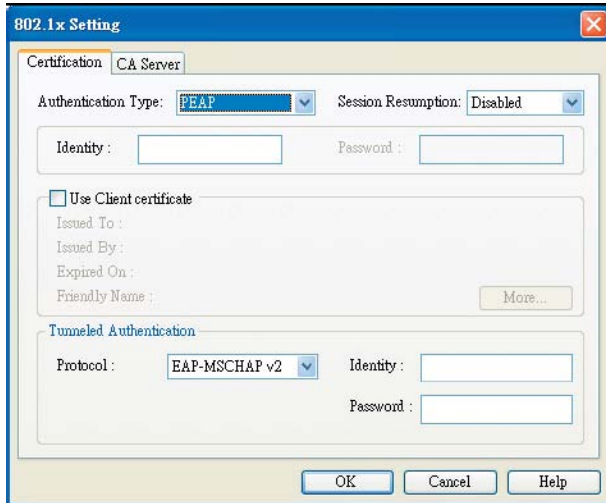 802.1x Setting
Certification CA Server
Authentication Type: PEAP Session Resumption: Disabled
Identity : Password :
Use Client certificate
Issued To :
Issued By :
Expired On :
Friendly Name :
More...
Tunneled Authentication
Protocol : EAP-MSCHAP v2 Identity :
Password :
OK Cancel Help